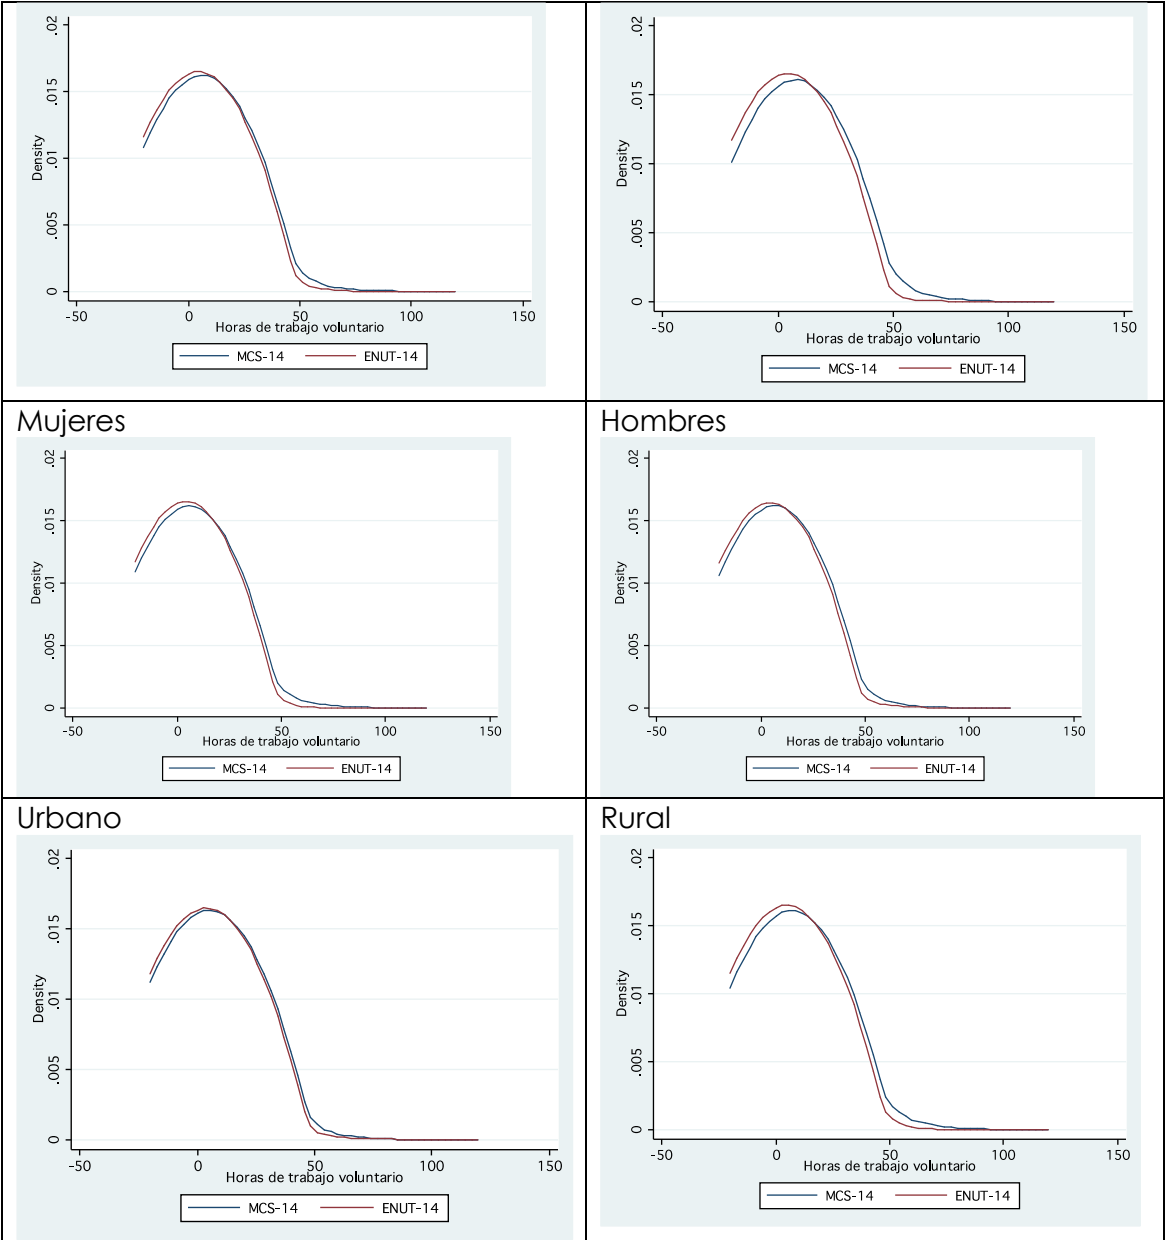 .02
.015
Density
.01
.005
0
-50 0 50 100 150
Horas de trabajo voluntario
MCS-14 ENUT-14
.02
.015
Density
.01
.005
0
-50 0 50 100 150
Horas de trabajo voluntario
MCS-14 ENUT-14
Mujeres
.02
.015
Density
.01
.005
0
-50 0 50 100 150
Horas de trabajo voluntario
MCS-14 ENUT-14
Hombres
.02
.015
Density
.01
.005
0
-50 0 50 100 150
Horas de trabajo voluntario
MCS-14 ENUT-14
Urbano
.02
.015
Density
.01
.005
0
-50 0 50 100 150
Horas de trabajo voluntario
MCS-14 ENUT-14
Rural
.02
.015
Density
.01
.005
0
-50 0 50 100 150
Horas de trabajo voluntario
MCS-14 ENUT-14